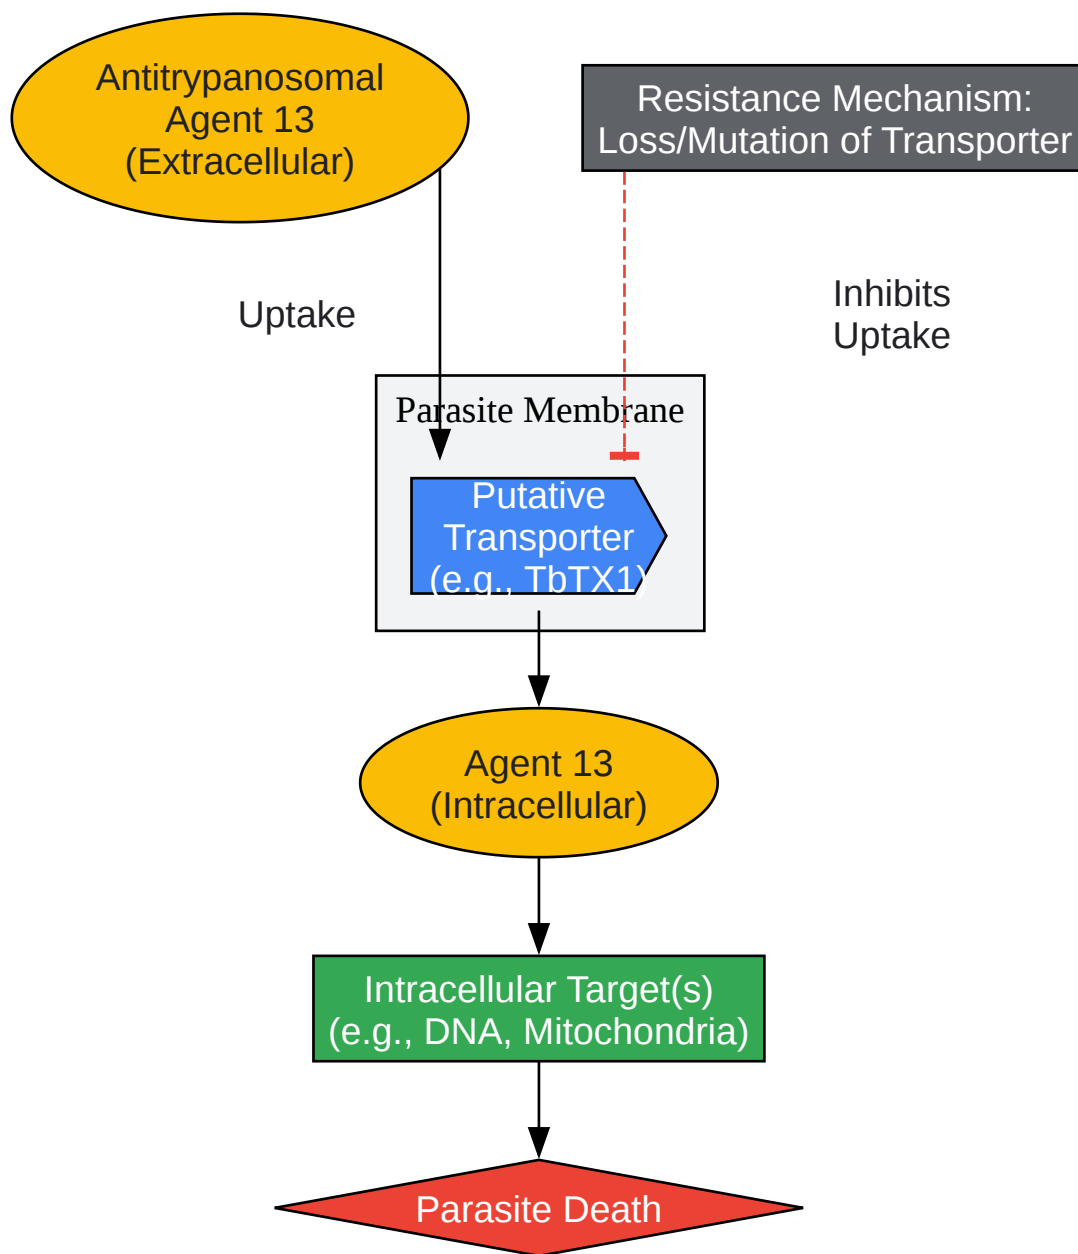 Antitrypanosomal
Agent 13
(Extracellular)
Resistance Mechanism:
Loss/Mutation of Transporter
Uptake
Inhibits
Uptake
Parasite Membrane
Putative
Transporter
(e.g., TbTX1)
Agent 13
(Intracellular)
Intracellular Target(s)
(e.g., DNA, Mitochondria)
Parasite Death